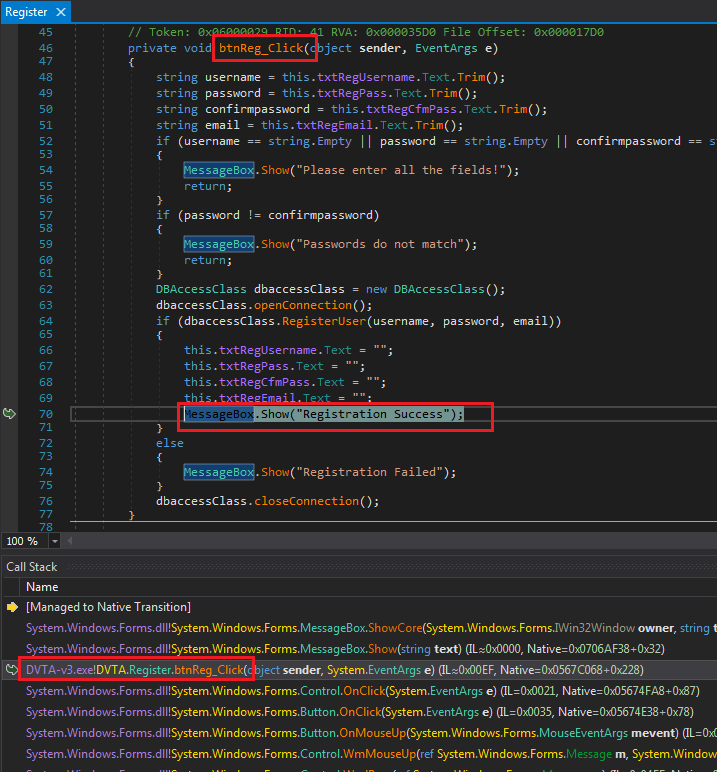 Register ×
45 // Token: 0x06000029 RID: 41 RVA: 0x000035D0 File Offset: 0x000017D0
46 private void btnReg_Click(object sender, EventArgs e)
47 {
48 string username = this.txtRegUsername.Text.Trim();
49 string password = this.txtRegPass.Text.Trim();
50 string confirmpassword = this.txtRegCfmPass.Text.Trim();
51 string email = this.txtRegEmail.Text.Trim();
52 if (username == string.Empty || password == string.Empty || confirmpassword == s
53 {
54 MessageBox.Show("Please enter all the fields!");
55 return;
56 }
57 if (password != confirmpassword)
58 {
59 MessageBox.Show("Passwords do not match");
60 return;
61 }
62 DBAccessClass dbaccessClass = new DBAccessClass();
63 dbaccessClass.openConnection();
64 if (dbaccessClass.RegisterUser(username, password, email))
65 {
66 this.txtRegUsername.Text = "";
67 this.txtRegPass.Text = "";
68 this.txtRegCfmPass.Text = "";
69 this.txtRegEmail.Text = "";
70 MessageBox.Show("Registration Success");
71 }
72 else
73 {
74 MessageBox.Show("Registration Failed");
75 }
76 dbaccessClass.closeConnection();
77 }
78
100 %
Call Stack
Name
[Managed to Native Transition]
System.Windows.Forms.dll!System.Windows.Forms.MessageBox.ShowCore(System.Windows.Forms.IWin32Window owner, string t
System.Windows.Forms.dll!System.Windows.Forms.MessageBox.Show(string text) (IL≈0x0000, Native=0x0706AF38+0x32)
DVTA-v3.exe!DVTA.Register.btnReg_Click(object sender, System.EventArgs e) (IL≈0x00EF, Native=0x0567C068+0x228)
System.Windows.Forms.dll!System.Windows.Forms.Control.OnClick(System.EventArgs e) (IL=0x0021, Native=0x05674FA8+0x87)
System.Windows.Forms.dll!System.Windows.Forms.Button.OnClick(System.EventArgs e) (IL=0x0035, Native=0x05674E38+0x78)
System.Windows.Forms.dll!System.Windows.Forms.Button.OnMouseUp(System.Windows.Forms.MouseEventArgs mevent) (IL=0
System.Windows.Forms.dll!System.Windows.Forms.Control.WmMouseUp(ref System.Windows.Forms.Message m, System.Window